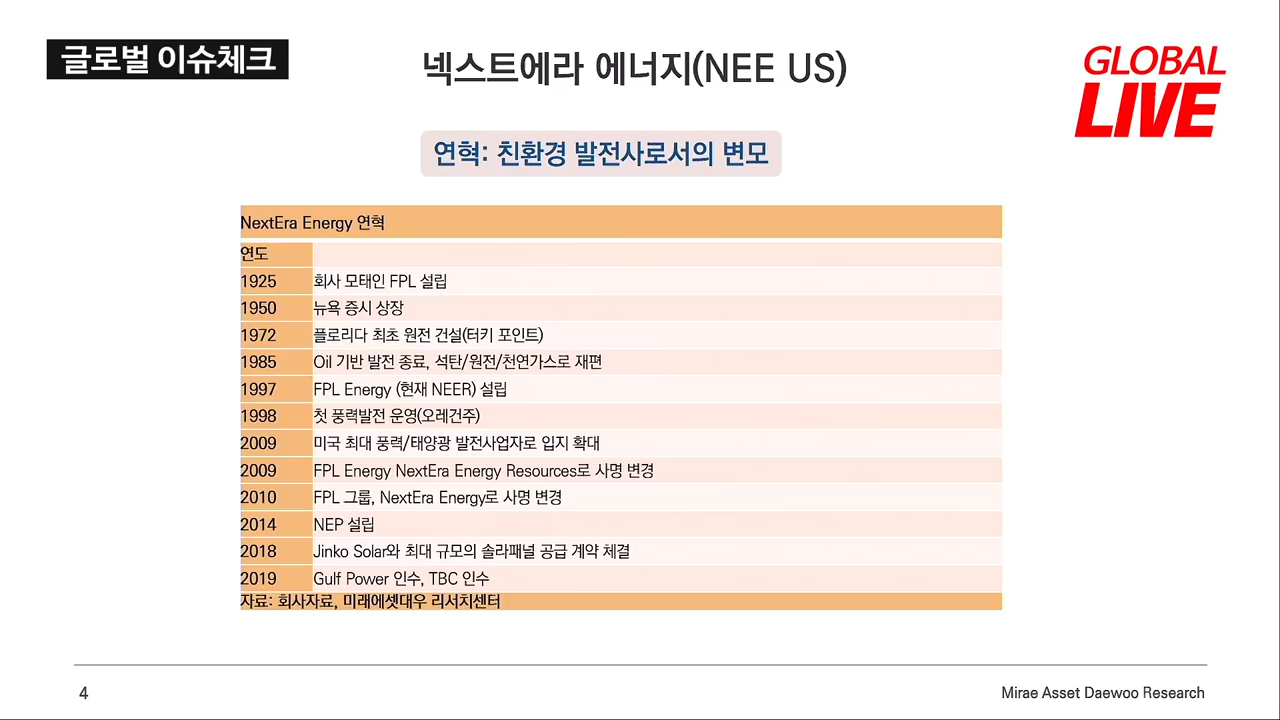 글로벌 이슈체크
넥스트에라 에너지(NEE US)
GLOBAL
LIVE
연혁: 친환경 발전사로서의 변모
NextEra Energy 연혁
연도
1925 회사 모태인 FPL 설립
1950 뉴욕 증시 상장
1972 플로리다 최초 원전 건설(터키 포인트)
1985 Oil 기반 발전 종료, 석탄/원전/천연가스로 재편
1997 FPL Energy (현재 NEER) 설립
1998 첫 풍력발전 운영(오레건주)
2009 미국 최대 풍력/태양광 발전사업자로 입지 확대
2009 FPL Energy NextEra Energy Resources로 사명 변경
2010 FPL 그룹, NextEra Energy로 사명 변경
2014 NEP 설립
2018 Jinko Solar와 최대 규모의 솔라패널 공급 계약 체결
2019 Gulf Power 인수, TBC 인수
자료: 회사자료, 미래에셋대우 리서치센터
4
Mirae Asset Daewoo Research